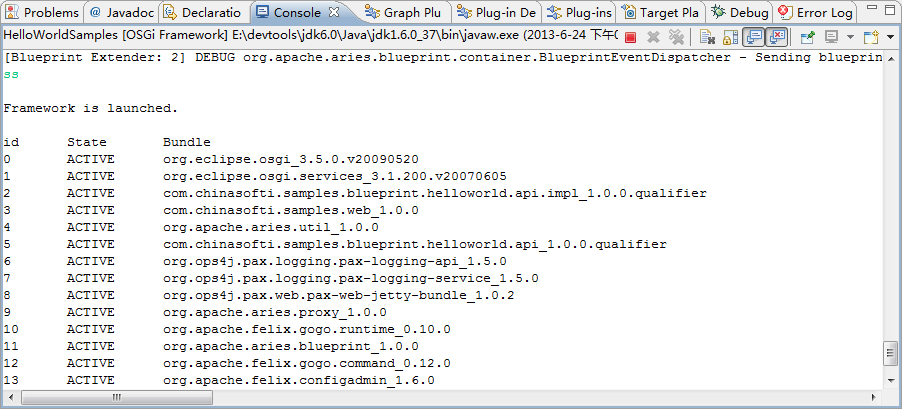 Problems @ Javadoc Declaratio Console Graph Plu Plug-in De Plug-ins Target Pla Debug Error Log
HelloWorldSamples [OSGi Framework] E:\devtools\jdk6.0\Java\jdk1.6.0_37\bin\javaw.exe (2013-6-24 下午
[Blueprint Extender: 2] DEBUG org.apache.aries.blueprint.container.BlueprintEventDispatcher - Sending blueprin
ss
Framework is launched.
id State Bundle
0 ACTIVE org.eclipse.osgi_3.5.0.v20090520
1 ACTIVE org.eclipse.osgi.services_3.1.200.v20070605
2 ACTIVE com.chinasofti.samples.blueprint.helloworld.api.impl_1.0.0.qualifier
3 ACTIVE com.chinasofti.samples.web_1.0.0
4 ACTIVE org.apache.aries.util_1.0.0
5 ACTIVE com.chinasofti.samples.blueprint.helloworld.api_1.0.0.qualifier
6 ACTIVE org.ops4j.pax.logging.pax-logging-api_1.5.0
7 ACTIVE org.ops4j.pax.logging.pax-logging-service_1.5.0
8 ACTIVE org.ops4j.pax.web.pax-web-jetty-bundle_1.0.2
9 ACTIVE org.apache.aries.proxy_1.0.0
10 ACTIVE org.apache.felix.gogo.runtime_0.10.0
11 ACTIVE org.apache.aries.blueprint_1.0.0
12 ACTIVE org.apache.felix.gogo.command_0.12.0
13 ACTIVE org.apache.felix.configadmin_1.6.0